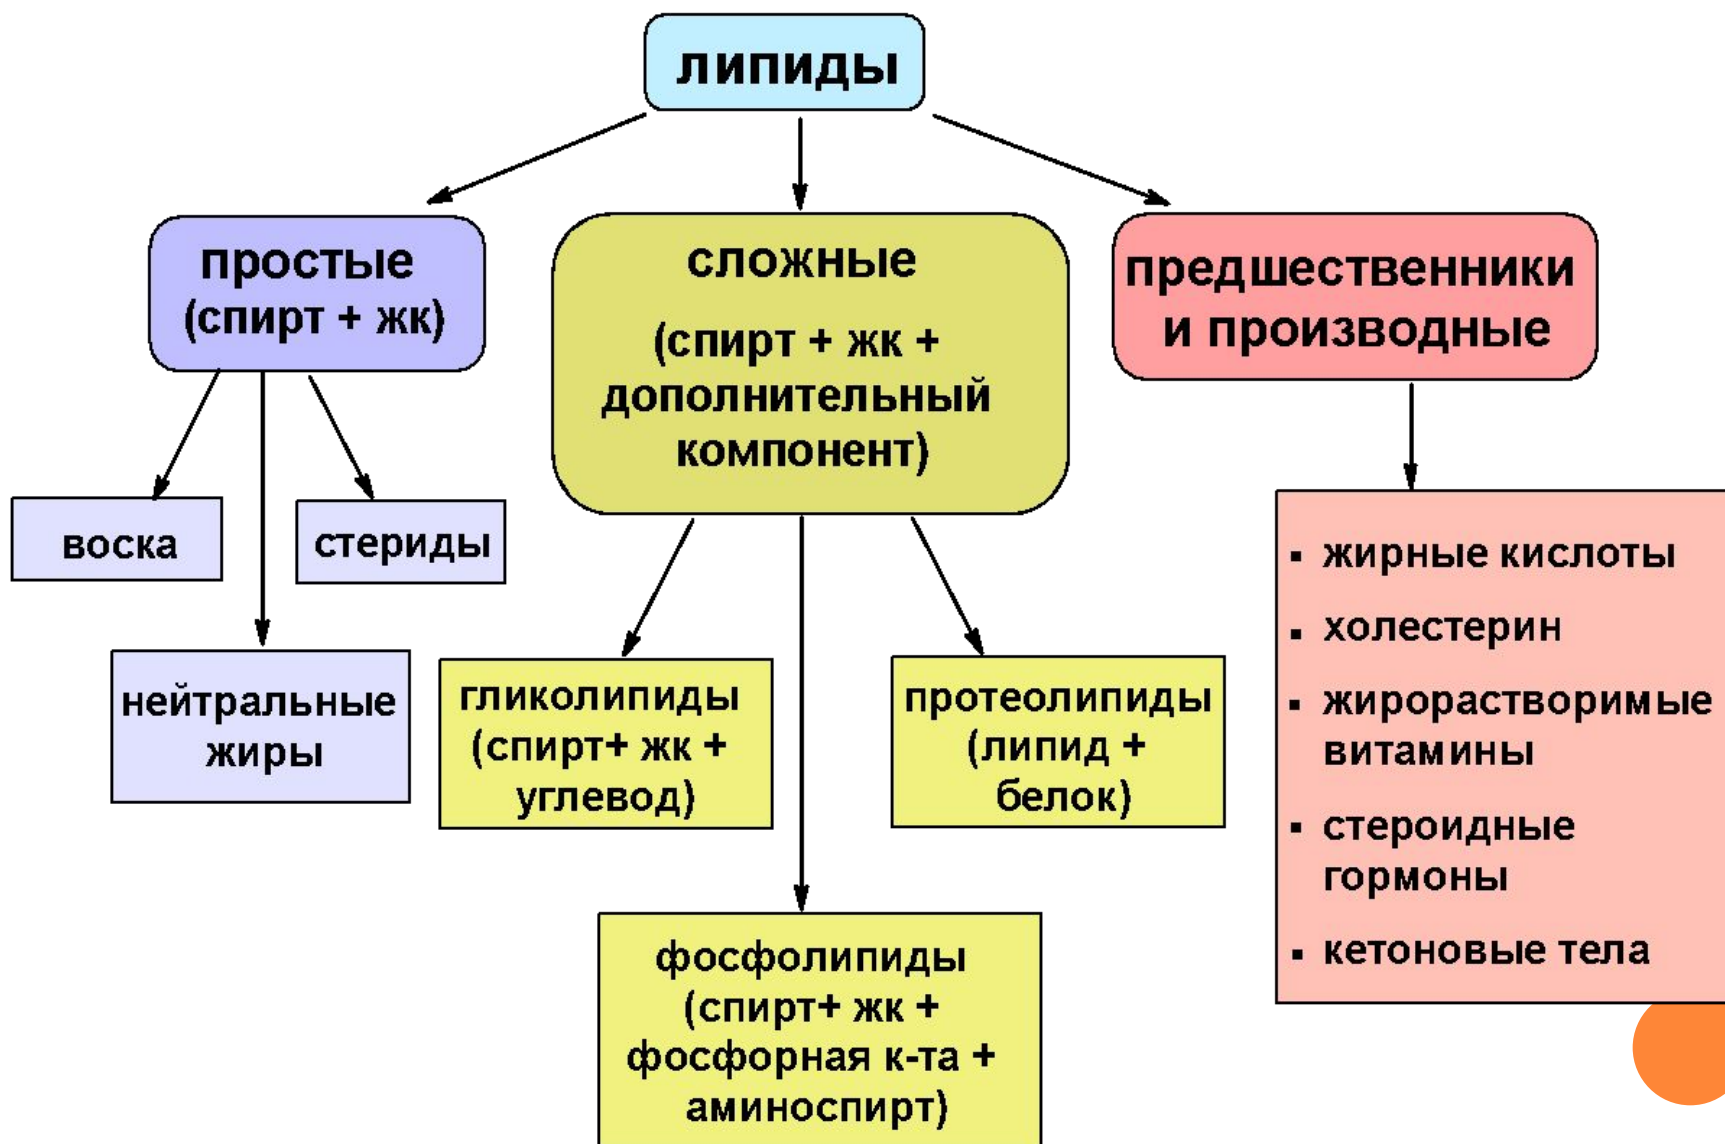 липиды
простые
(спирт + жк)
воска
стериды
нейтральные
жиры
сложные
(спирт + жк +
дополнительный
компонент)
гликолипиды
(спирт+ жк +
углевод)
протеолипиды
(липид +
белок)
фосфолипиды
(спирт+ жк +
фосфорная к-та +
аминоспирт)
предшественники
и производные
▪ жирные кислоты
▪ холестерин
▪ жирорастворимые
витамины
▪ стероидные
гормоны
▪ кетоновые тела